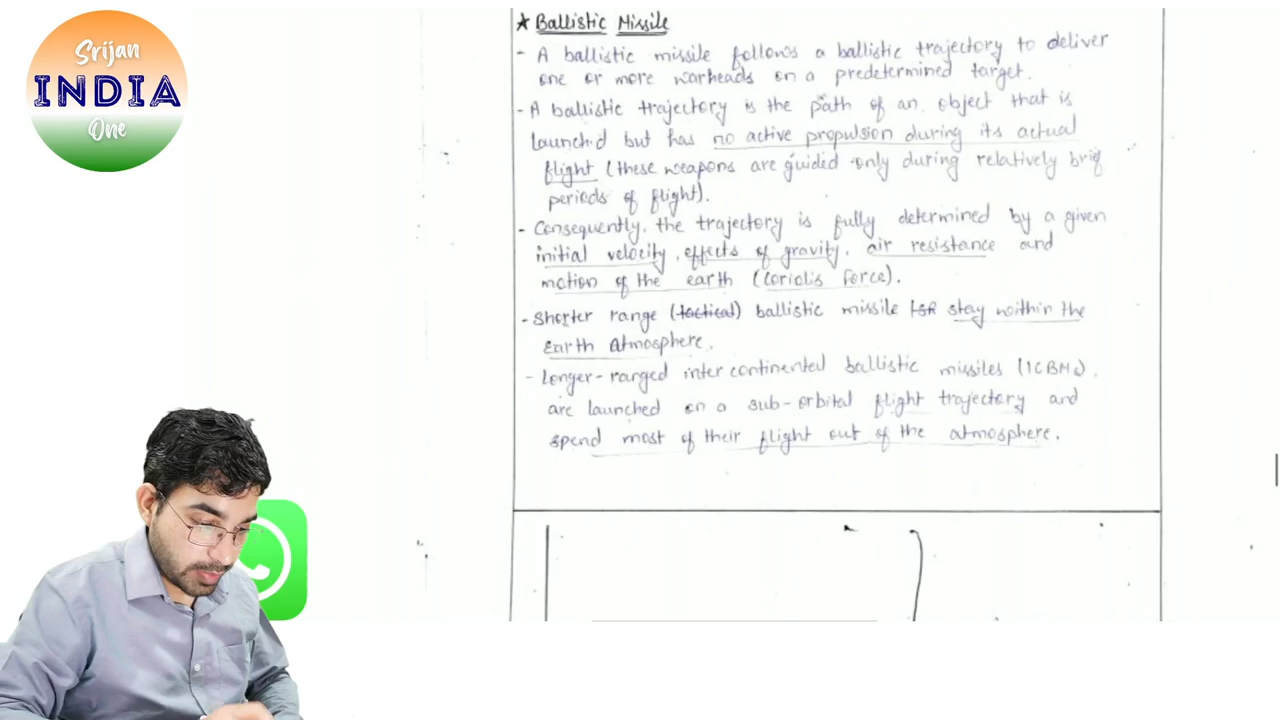 Srijan
INDIA
One
★ Ballistic Missile
- A ballistic missile follows a ballistic trajectory to deliver
one or more warheads on a predetermined target.
- A ballistic trajectory is the path of an object that is
launched but has no active propulsion during its actual
flight (these weapons are guided only during relatively brief
periods of flight).
- Consequently, the trajectory is fully determined by a given
initial velocity, effects of gravity, air resistance and
motion of the earth (Coriolis Force).
- Shorter range (tactical) ballistic missile stay within the
Earth Atmosphere.
- Longer-ranged inter continental ballistic missiles (ICBMs).
are launched on a sub-orbital flight trajectory and
spend most of their flight out of the atmosphere.